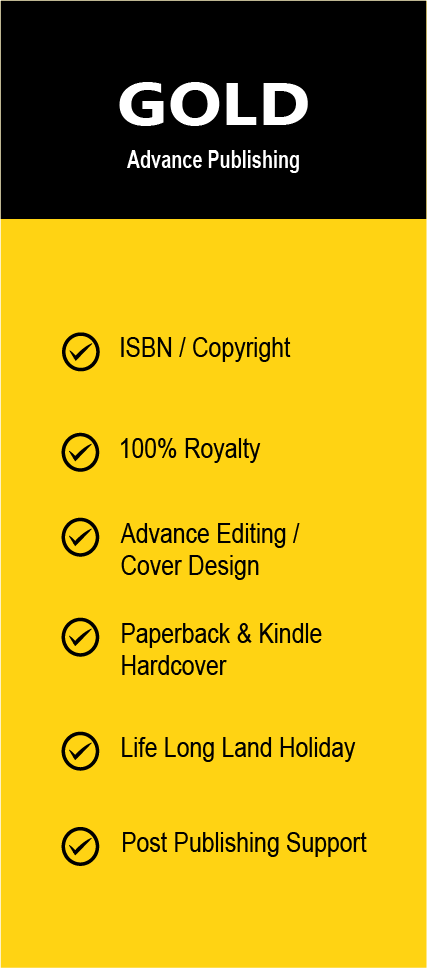 GOLD
Advance Publishing
ISBN / Copyright
100% Royalty
Advance Editing /
Cover Design
Paperback & Kindle
Hardcover
Life Long Land Holiday
Post Publishing Support